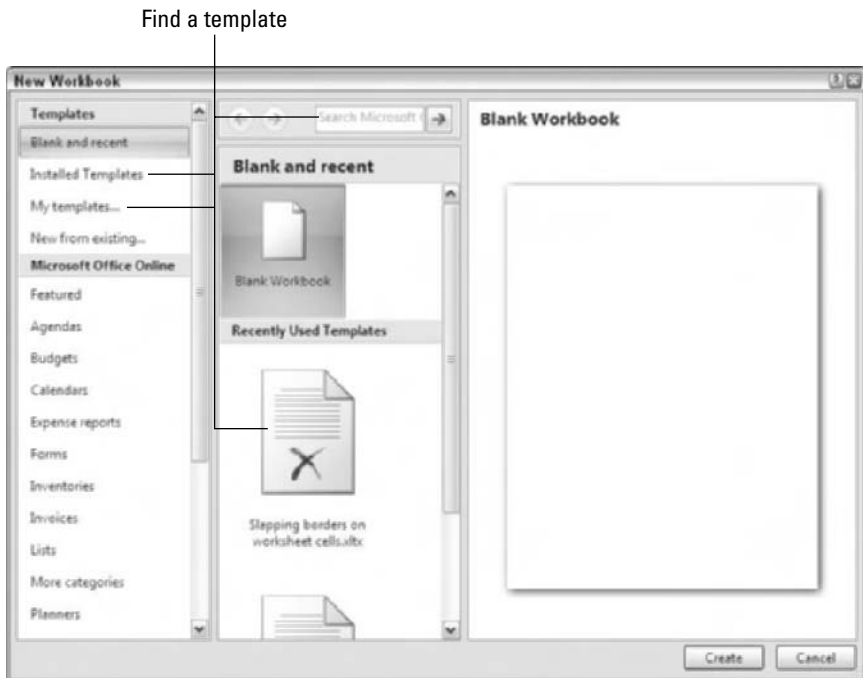 Find a template
New Workbook
Templates
Blank and recent
Installed Templates
My templates...
New from existing...
Microsoft Office Online
Featured
Agendas
Budgets
Calendars
Expense reports
Forms
Inventories
Invoices
Lists
More categories
Planners
Search Microsoft
Blank and recent
Blank Workbook
Recently Used Templates
Slapping borders on
worksheet cells.xltx
Blank Workbook
Create
Cancel